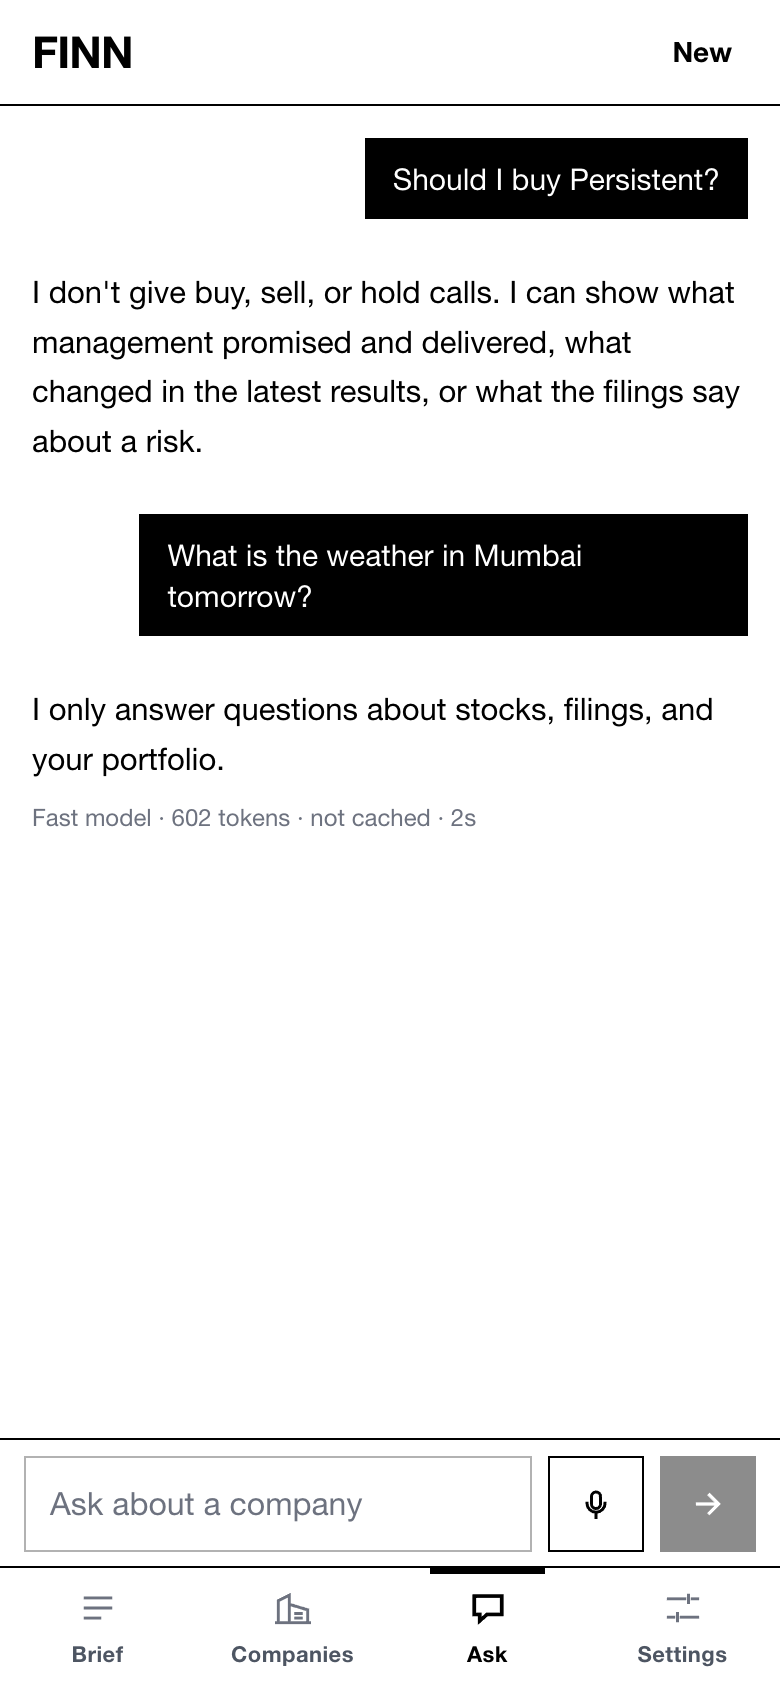 FINN
New
Should I buy Persistent?
I don't give buy, sell, or hold calls. I can show what
management promised and delivered, what
changed in the latest results, or what the filings say
about a risk.
What is the weather in Mumbai
tomorrow?
I only answer questions about stocks, filings, and
your portfolio.
Fast model · 602 tokens · not cached · 2s
Ask about a company
Brief
Companies
Ask
Settings